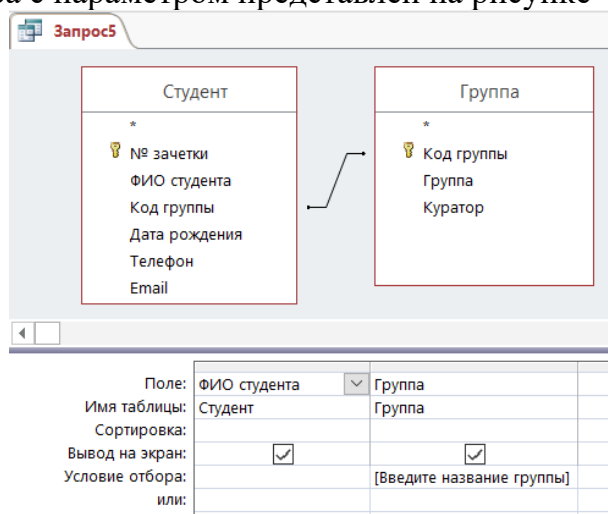 с параметром представлен на рисунке
Запрос5
Студент
*
№ зачетки
ФИО студента
Код группы
Дата рождения
Телефон
Email
Группа
*
Код группы
Группа
Куратор
Поле: ФИО студента Группа
Имя таблицы: Студент Группа
Сортировка:
Вывод на экран:
Условие отбора: [Введите название группы]
или: